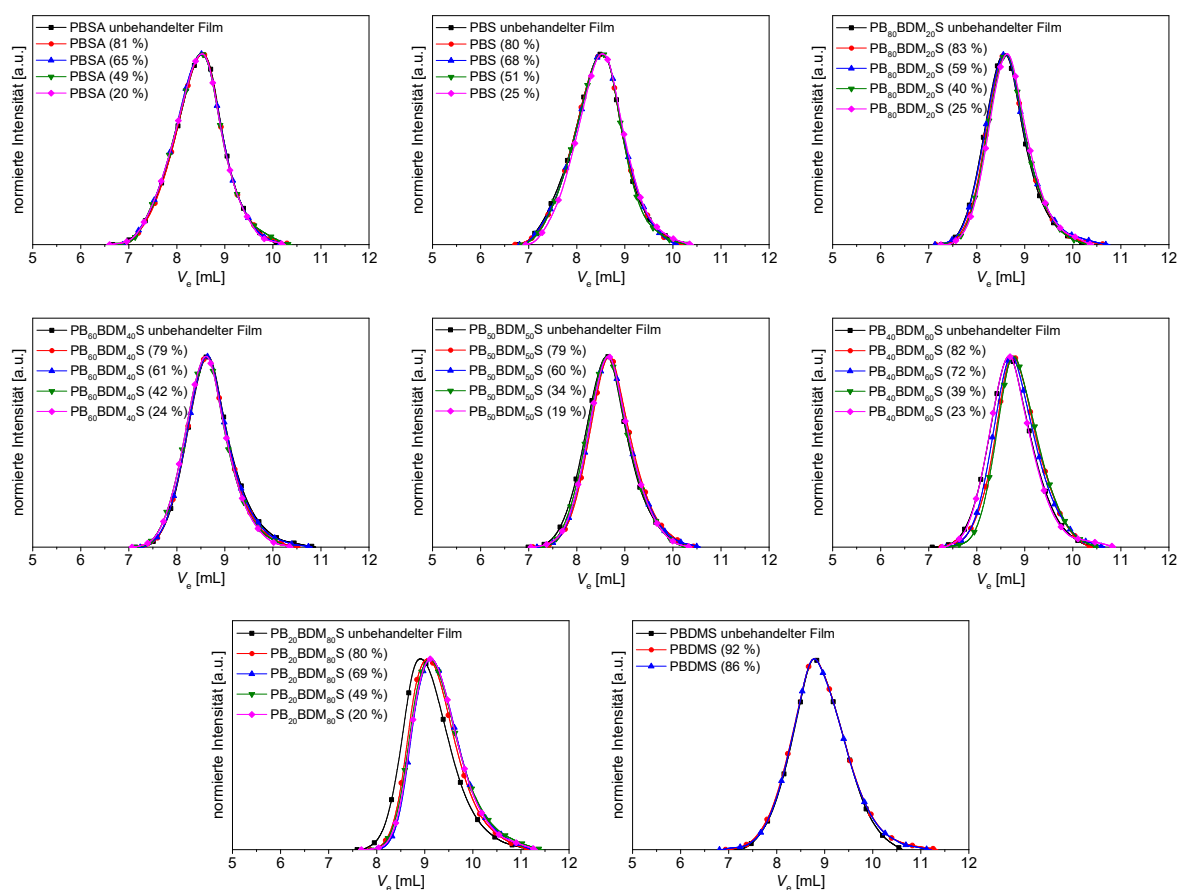 PBSA unbehandelter Film
PBSA (81 %)
PBSA (65 %)
PBSA (49 %)
PBSA (20 %)
normierte Intensität [a.u.]
5 6 7 8 9 10 11 12
Ve [mL]
PBS unbehandelter Film
PBS (80 %)
PBS (68 %)
PBS (51 %)
PBS (25 %)
normierte Intensität [a.u.]
5 6 7 8 9 10 11 12
Ve [mL]
PB80BDM20S unbehandelter Film
PB80BDM20S (83 %)
PB80BDM20S (59 %)
PB80BDM20S (40 %)
PB80BDM20S (25 %)
normierte Intensität [a.u.]
5 6 7 8 9 10 11 12
Ve [mL]
PB60BDM40S unbehandelter Film
PB60BDM40S (79 %)
PB60BDM40S (61 %)
PB60BDM40S (42 %)
PB60BDM40S (24 %)
normierte Intensität [a.u.]
5 6 7 8 9 10 11 12
Ve [mL]
PB50BDM50S unbehandelter Film
PB50BDM50S (79 %)
PB50BDM50S (60 %)
PB50BDM50S (34 %)
PB50BDM50S (19 %)
normierte Intensität [a.u.]
5 6 7 8 9 10 11 12
Ve [mL]
PB40BDM60S unbehandelter Film
PB40BDM60S (82 %)
PB40BDM60S (72 %)
PB40BDM60S (39 %)
PB40BDM60S (23 %)
normierte Intensität [a.u.]
5 6 7 8 9 10 11 12
Ve [mL]
PB20BDM80S unbehandelter Film
PB20BDM80S (80 %)
PB20BDM80S (69 %)
PB20BDM80S (49 %)
PB20BDM80S (20 %)
normierte Intensität [a.u.]
5 6 7 8 9 10 11 12
Ve [mL]
PBDMS unbehandelter Film
PBDMS (92 %)
PBDMS (86 %)
normierte Intensität [a.u.]
5 6 7 8 9 10 11 12
Ve [mL]